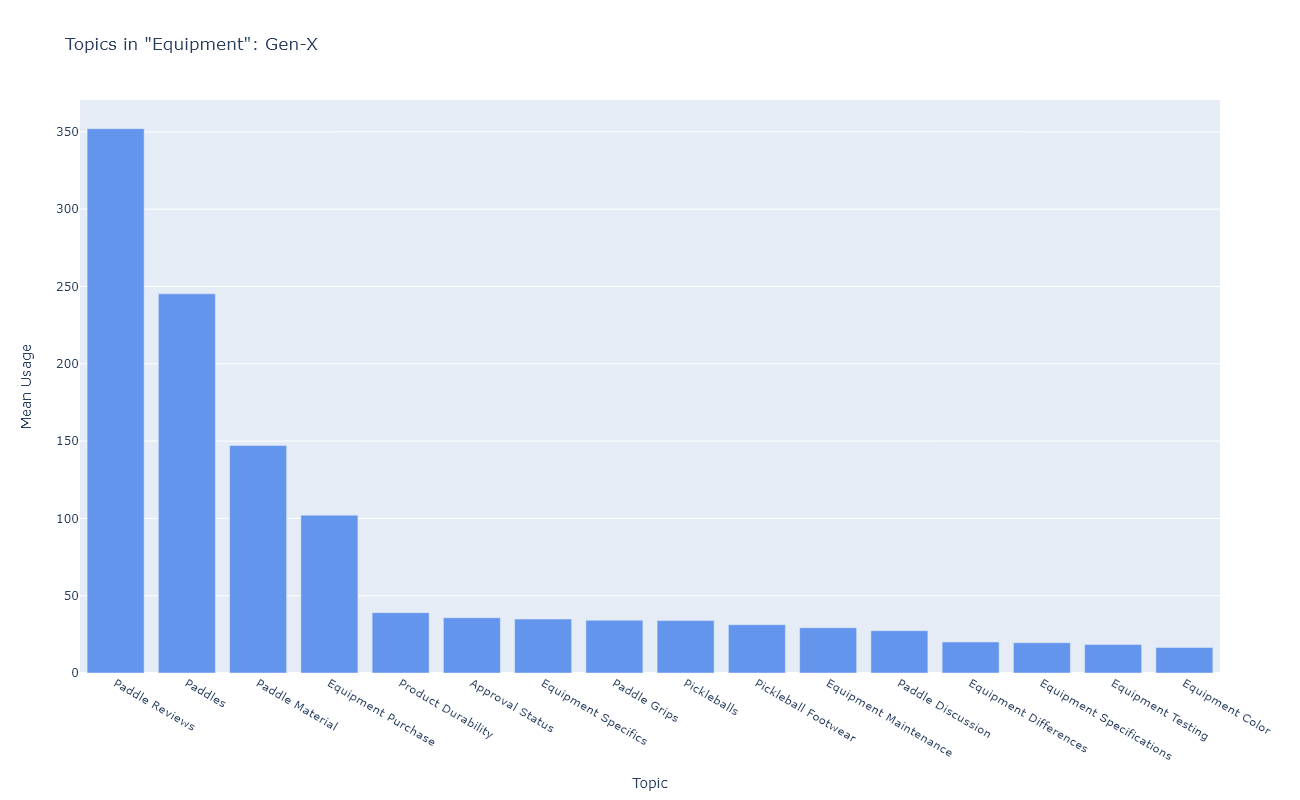 Topics in "Equipment": Gen-X
Mean Usage
350
300
250
200
150
100
50
0
Paddle Reviews
Paddles
Paddle Material
Equipment Purchase
Product Durability
Approval Status
Equipment Specifics
Paddle Grips
Pickleballs
Pickleball Footwear
Equipment Maintenance
Paddle Discussion
Equipment Differences
Equipment Specifications
Equipment Testing
Equipment Color
Topic